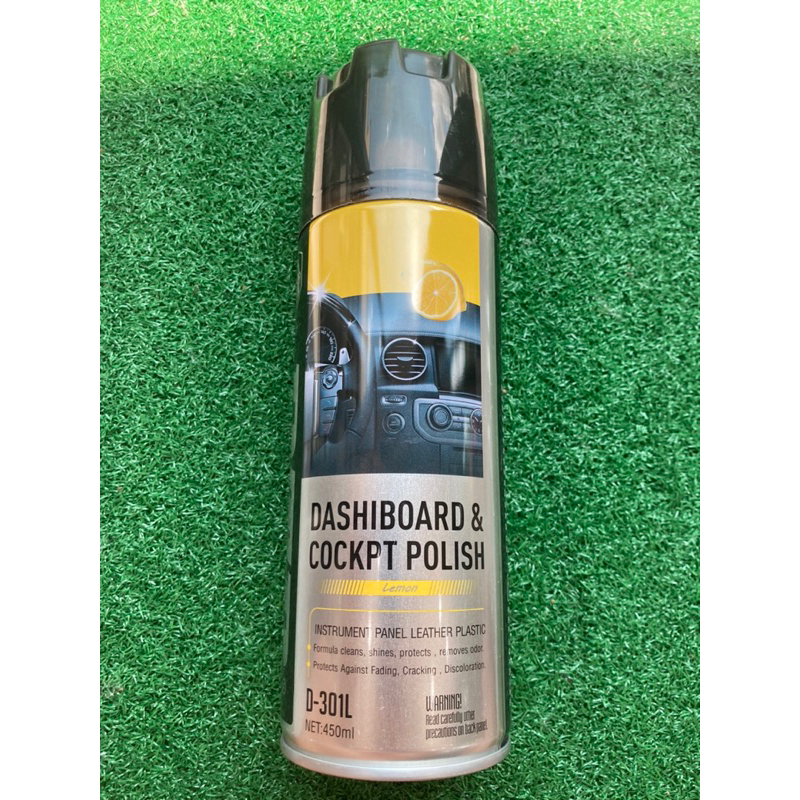 DASHIBOARD &
COCKPT POLISH
Lemon
INSTRUMENT PANEL LEATHER PLASTIC
Formula cleans, shines, protects , removes odor.
Protects Against Fading, Cracking , Discoloration.
D-301L
NET:450ml
WARNING!
Read carefully other
precautions on back panel.